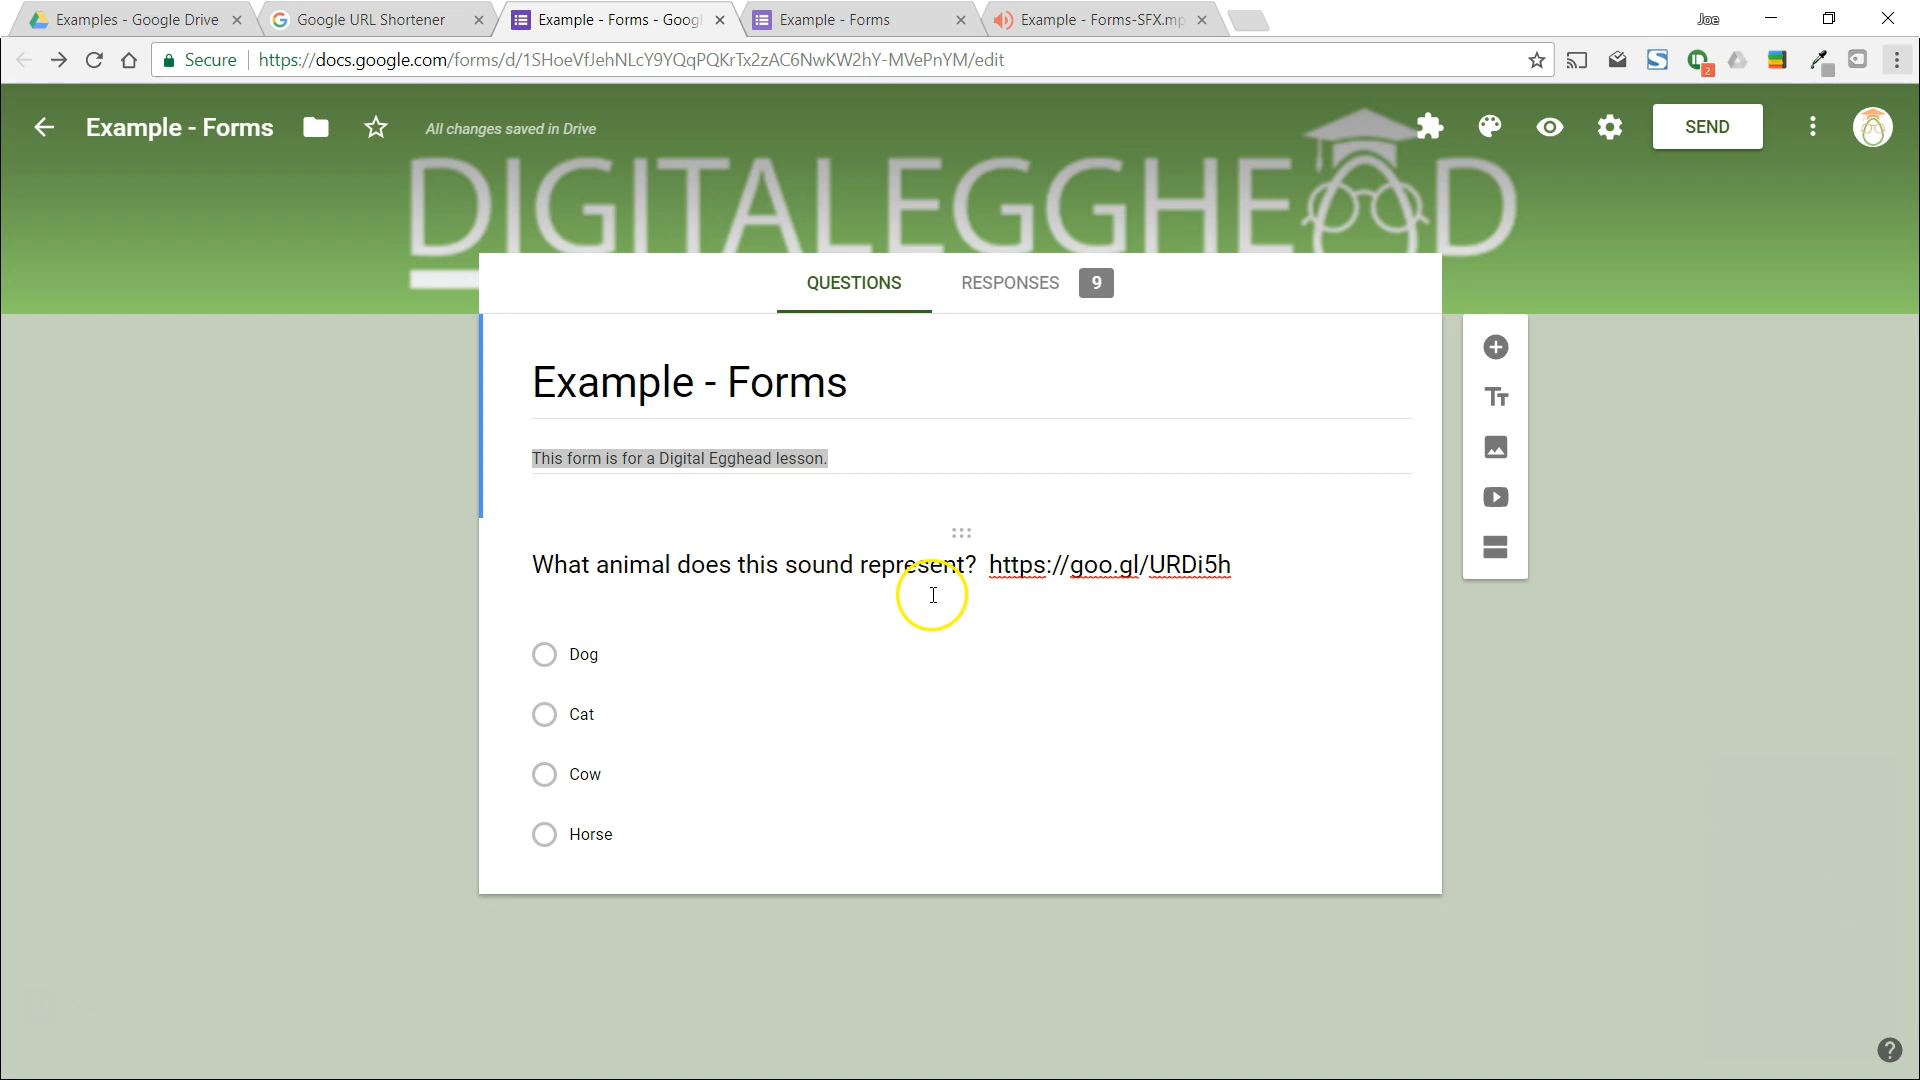 Examples - Google Drive
Google URL Shortener
Example - Forms - Googl
Example - Forms
Example - Forms-SFX.mp
Joe
Secure
https://docs.google.com/forms/d/1SHoeVfJehNLcY9YQqPQKrTx2zAC6NwKW2hY-MVePnYM/edit
2
Example - Forms
All changes saved in Drive
SEND
DIGITALEGGHEAD
QUESTIONS
RESPONSES 9
Example - Forms
This form is for a Digital Egghead lesson.
What animal does this sound represent? https://goo.gl/URDi5h
Dog
Cat
Cow
Horse